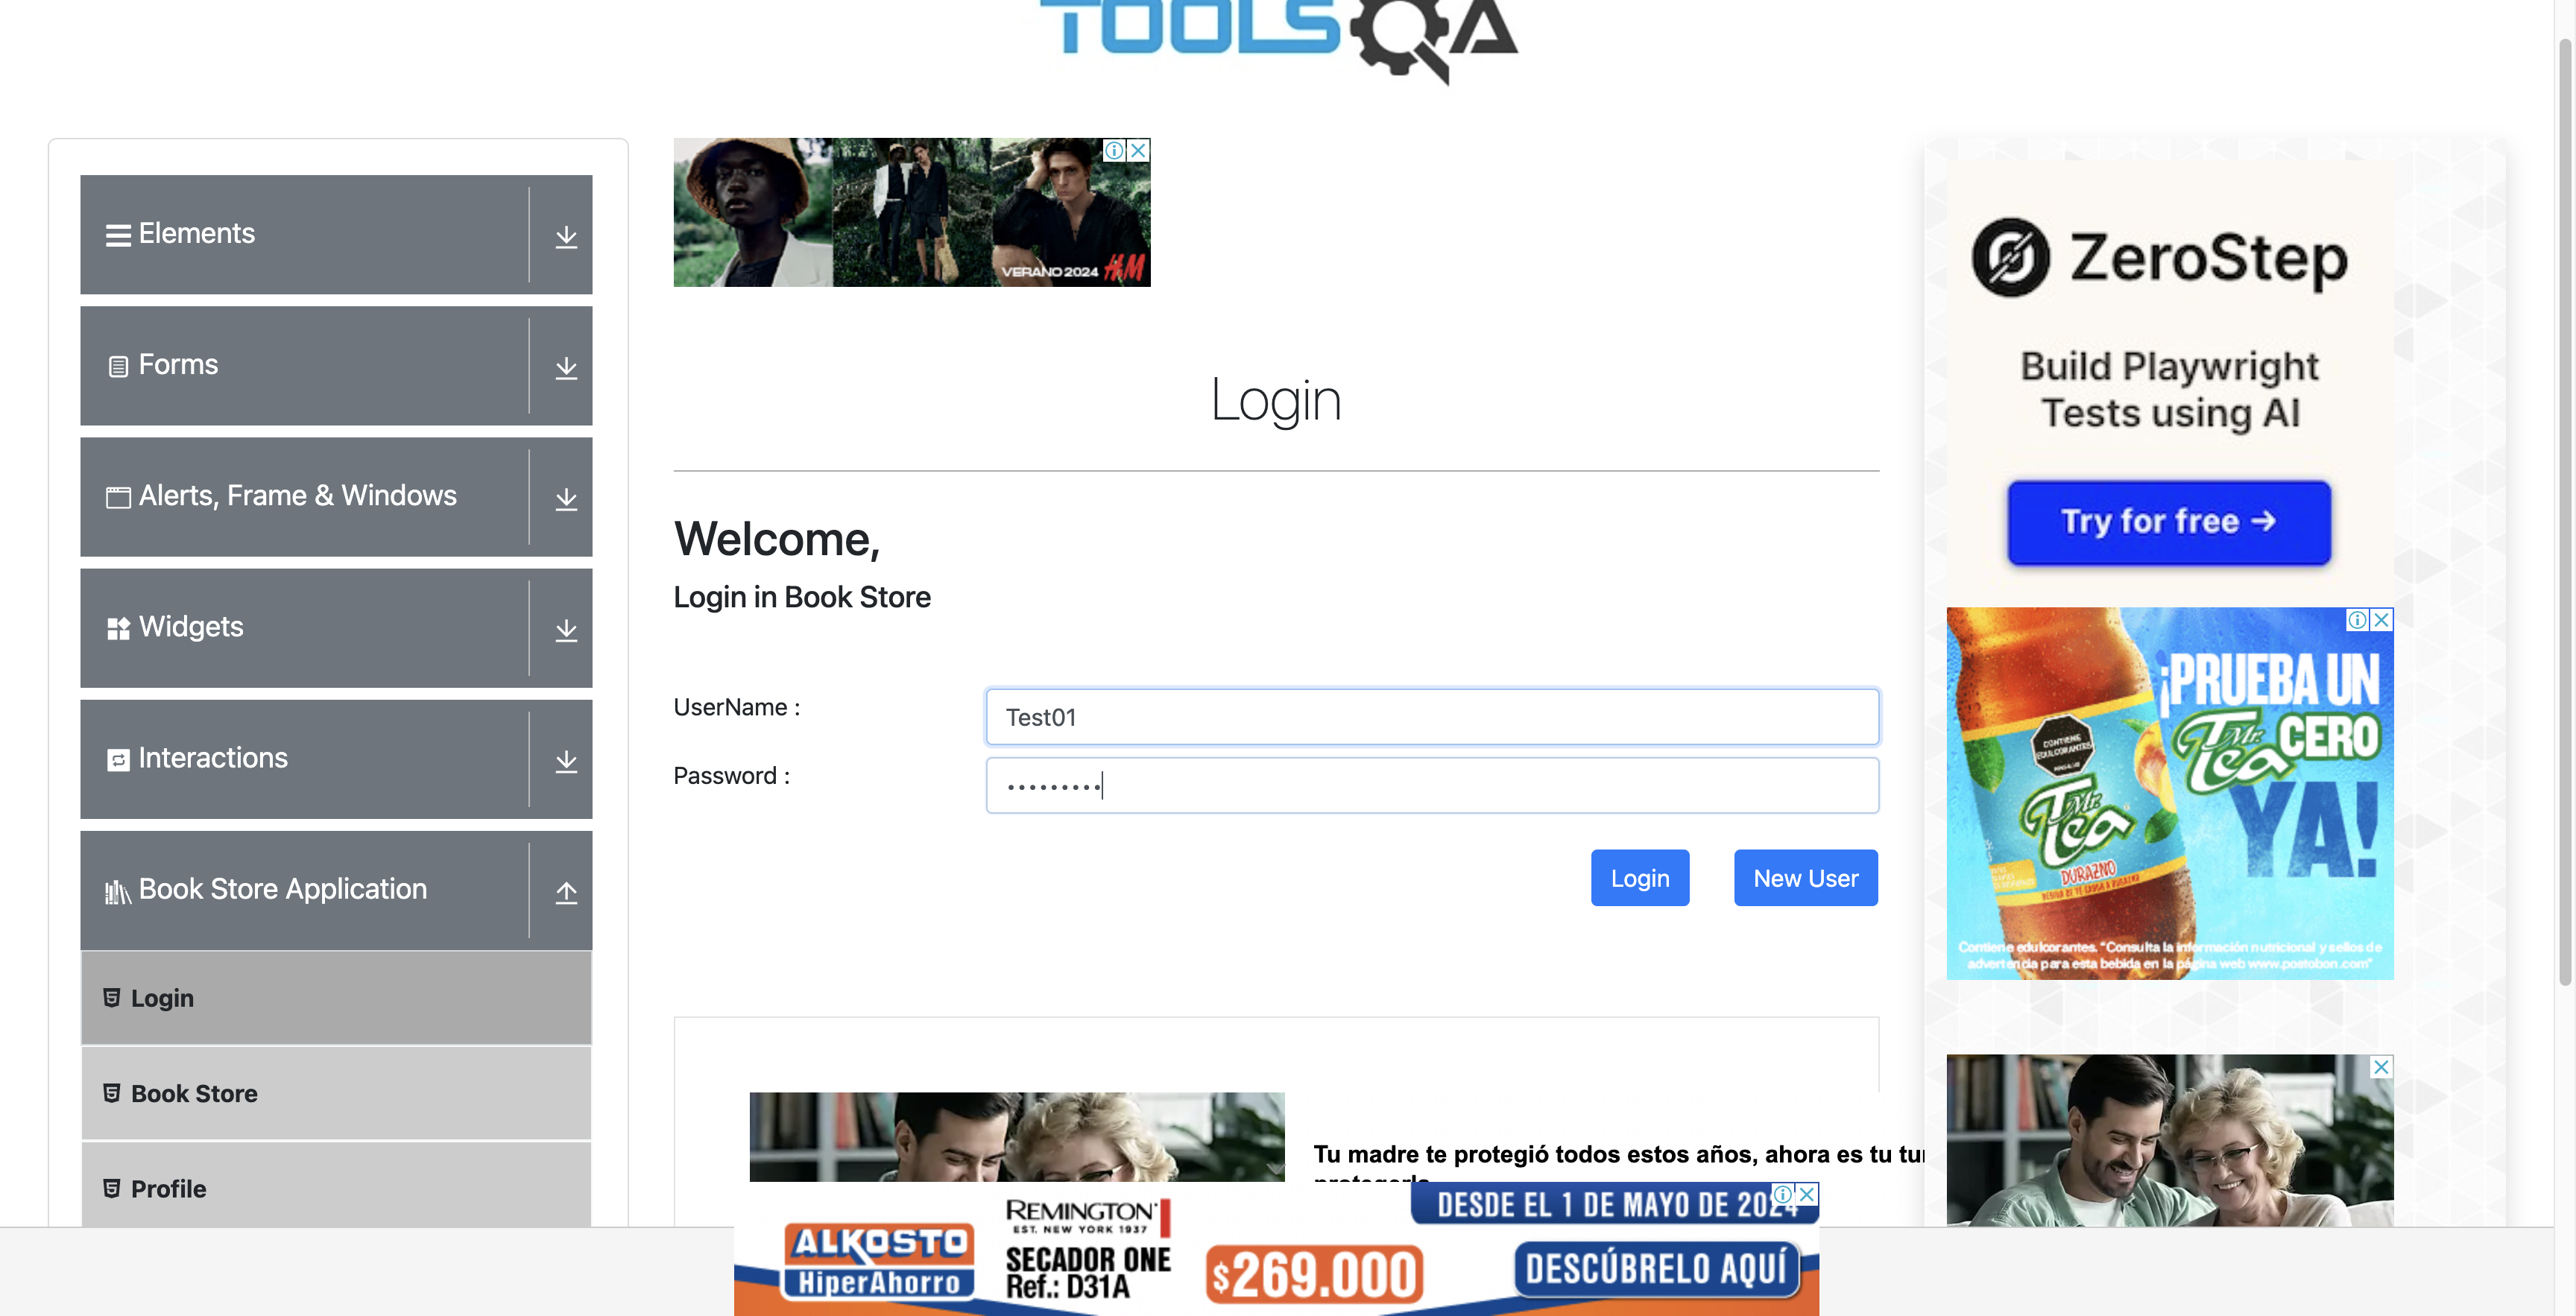 TOOLSQA
Elements
Forms
Alerts, Frame & Windows
Widgets
Interactions
Book Store Application
Login
Book Store
Profile
VERANO 2024 H&M
Login
Welcome,
Login in Book Store
UserName :
Test01
Password :
•••••••••
Login
New User
Tu madre te protegió todos estos años, ahora es tu tur
ALKOSTO
HiperAhorro
REMINGTON
EST. NEW YORK 1937
SECADOR ONE
Ref.: D31A
$269.000
DESDE EL 1 DE MAYO DE 2024
DESCÚBRELO AQUÍ
ZeroStep
Build Playwright
Tests using AI
Try for free →
¡PRUEBA UN
Mr. Tea CERO
YA!
CONTIENE
EDULCORANTES
Mr.
Tea
DURAZNO
Contiene edulcorantes. "Consulta la información nutricional y sellos de
advertencia para esta bebida en la página web www.postobon.com"